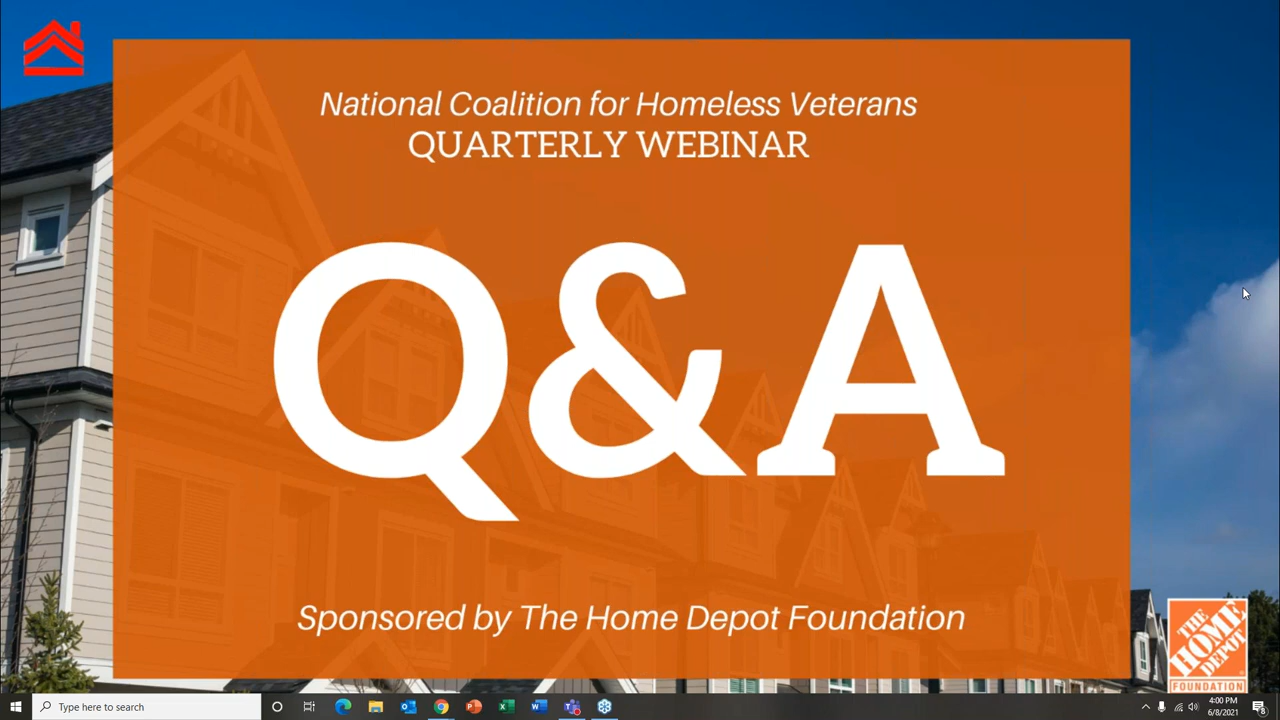 National Coalition for Homeless Veterans
QUARTERLY WEBINAR
Q&A
Sponsored by The Home Depot Foundation
THE
HOME
DEPOT
FOUNDATION
Type here to search
4:00 PM
6/8/2021
8